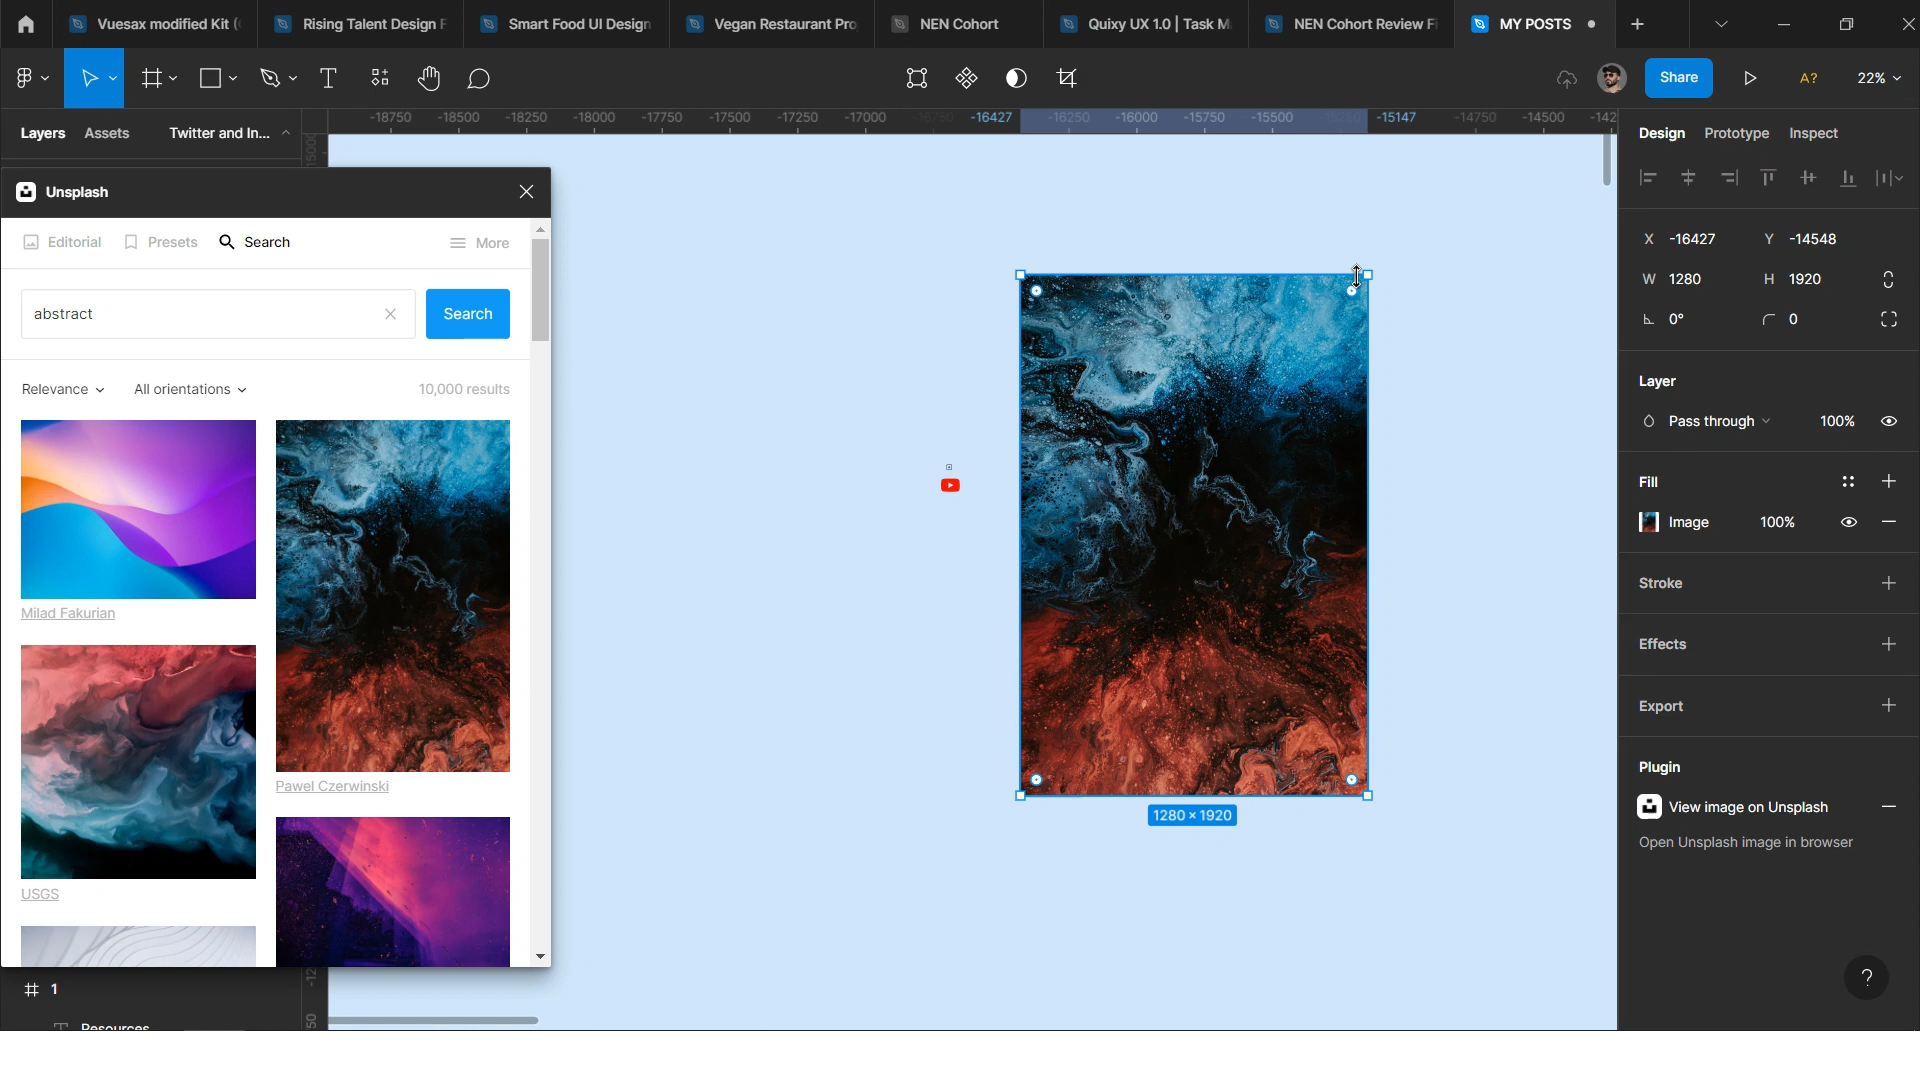 Vuesax modified Kit (
Rising Talent Design F
Smart Food UI Design
Vegan Restaurant Pro
NEN Cohort
Quixy UX 1.0 | Task M
NEN Cohort Review Fi
MY POSTS
Share
A?
22%
Layers
Assets
Twitter and In...
-18750
-18500
-18250
-18000
-17750
-17500
-17250
-17000
-16427
-16250
-16000
-15750
-15500
-15147
-14750
-14500
-142
Design
Prototype
Inspect
Unsplash
Editorial
Presets
Search
More
abstract
Search
Relevance
All orientations
10,000 results
Milad Fakurian
Pawel Czerwinski
USGS
1280 × 1920
X -16427
Y -14548
W 1280
H 1920
0°
0
Layer
Pass through
100%
Fill
Image
100%
Stroke
Effects
Export
Plugin
View image on Unsplash
Open Unsplash image in browser
?
1
Resources